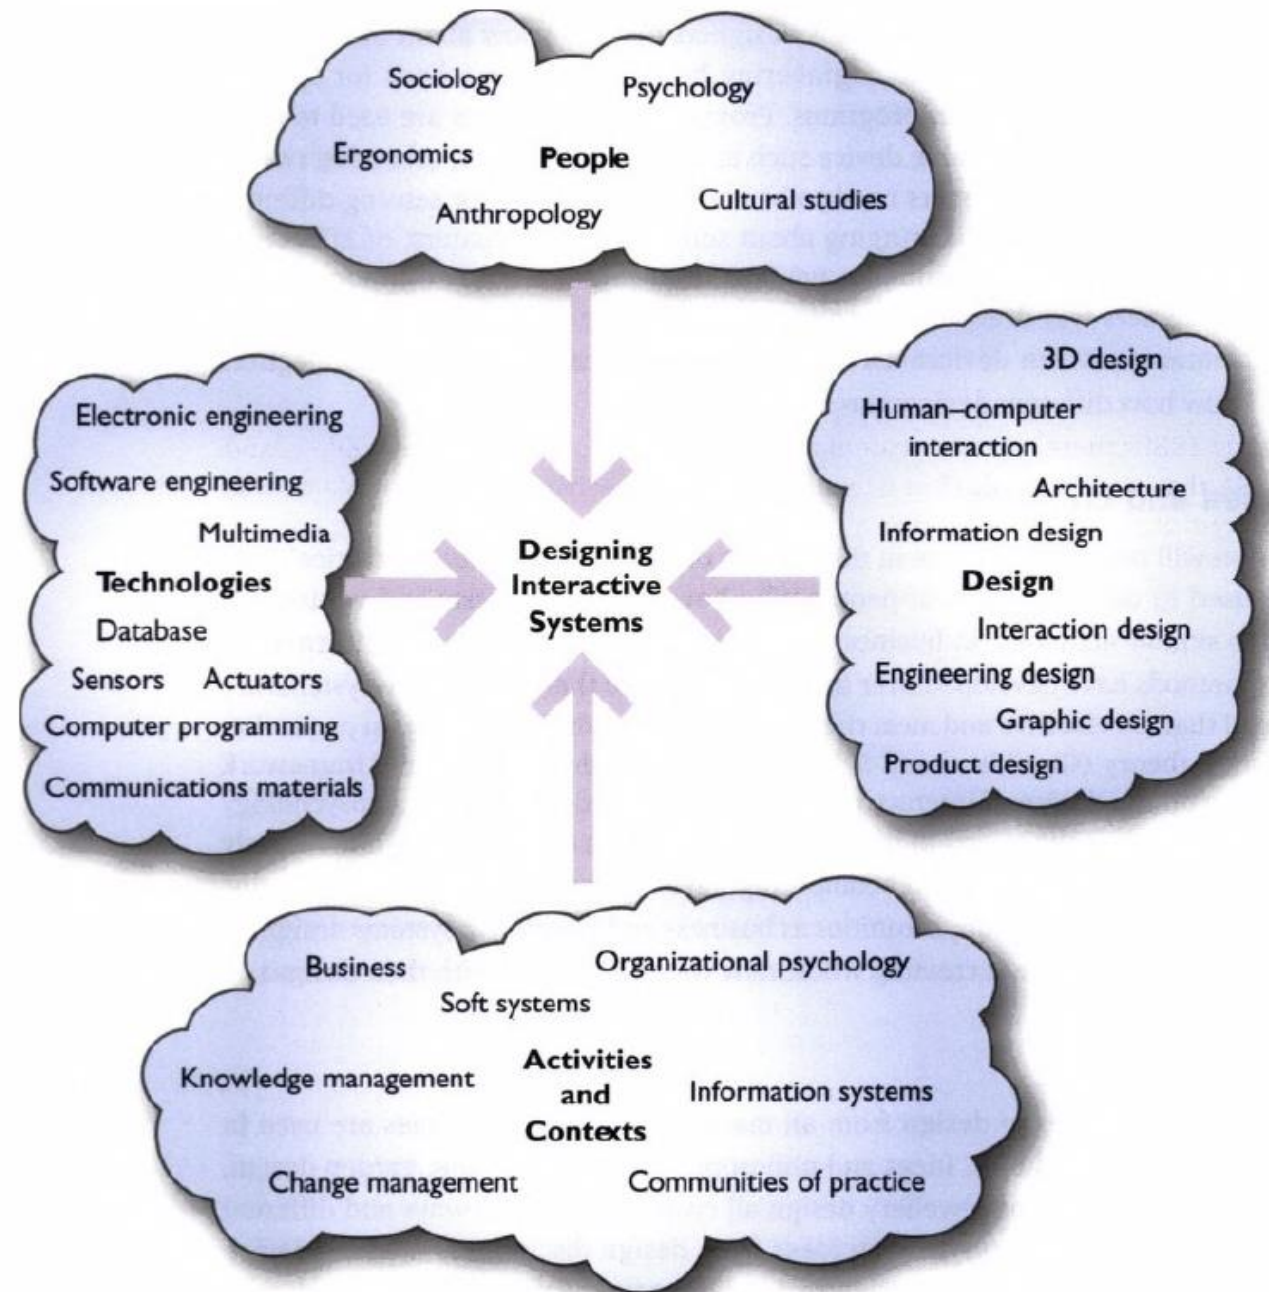 Sociology
Psychology
Ergonomics
People
Cultural studies
Anthropology
3D design
Human–computer
interaction
Architecture
Information design
Design
Interaction design
Engineering design
Graphic design
Product design
Electronic engineering
Software engineering
Multimedia
Technologies
Database
Sensors Actuators
Computer programming
Communications materials
Designing
Interactive
Systems
Business
Organizational psychology
Soft systems
Knowledge management
Activities
and
Contexts
Information systems
Change management
Communities of practice